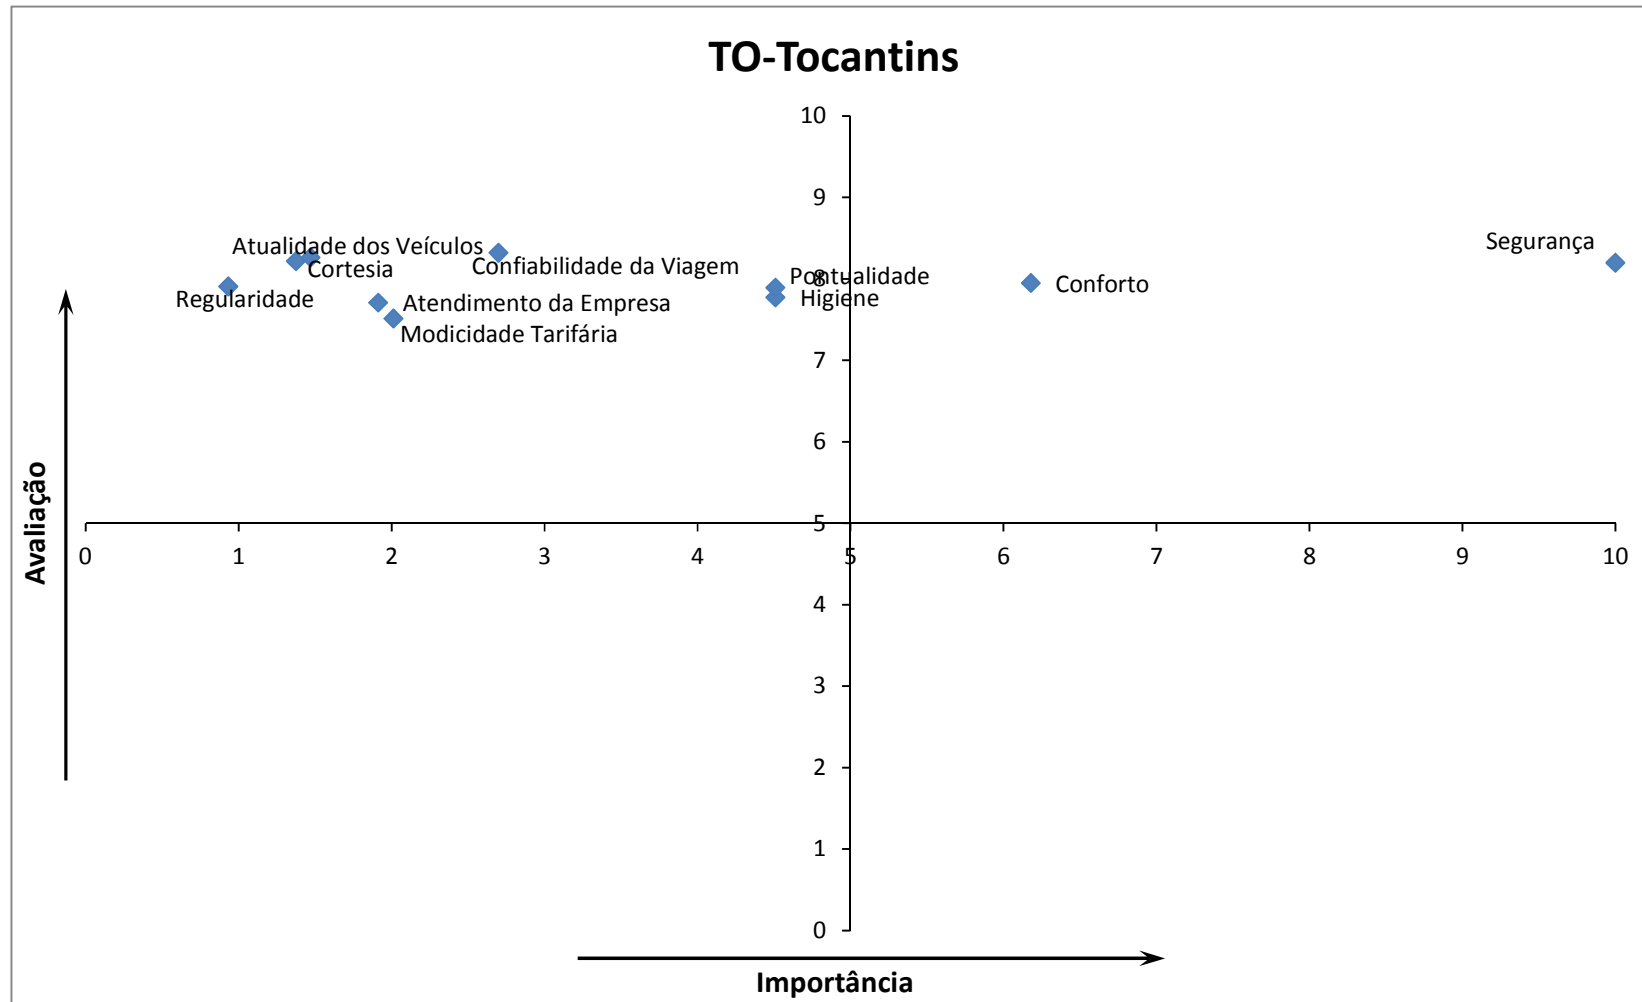 TO-Tocantins
10
9
Segurança
Atualidade dos Veículos
Cortesia
Confiabilidade da Viagem
Pontualidade
8
Conforto
Regularidade
Atendimento da Empresa
Higiene
Modicidade Tarifária
7
6
Avaliação
5
0 1 2 3 4 5 6 7 8 9 10
4
3
2
1
0
Importância